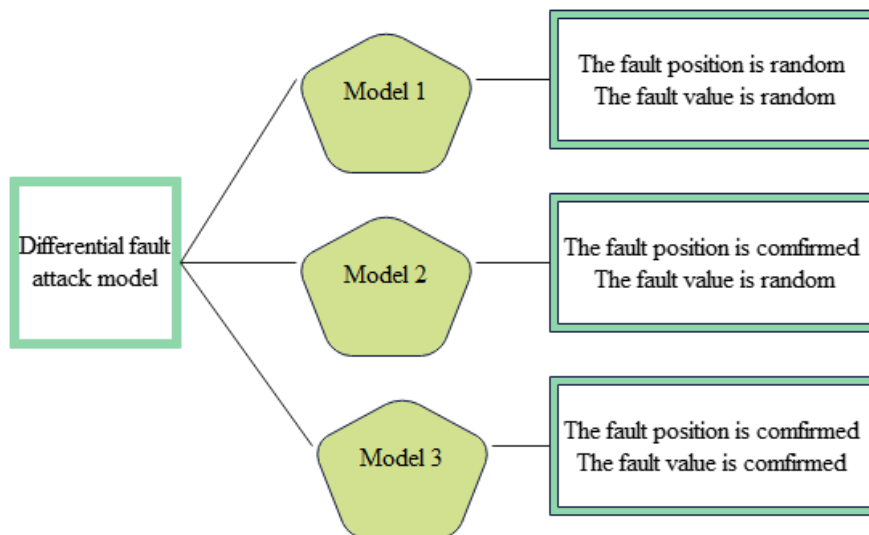 Differential fault
attack model
Model 1
The fault position is random
The fault value is random
Model 2
The fault position is comfirmed
The fault value is random
Model 3
The fault position is comfirmed
The fault value is comfirmed